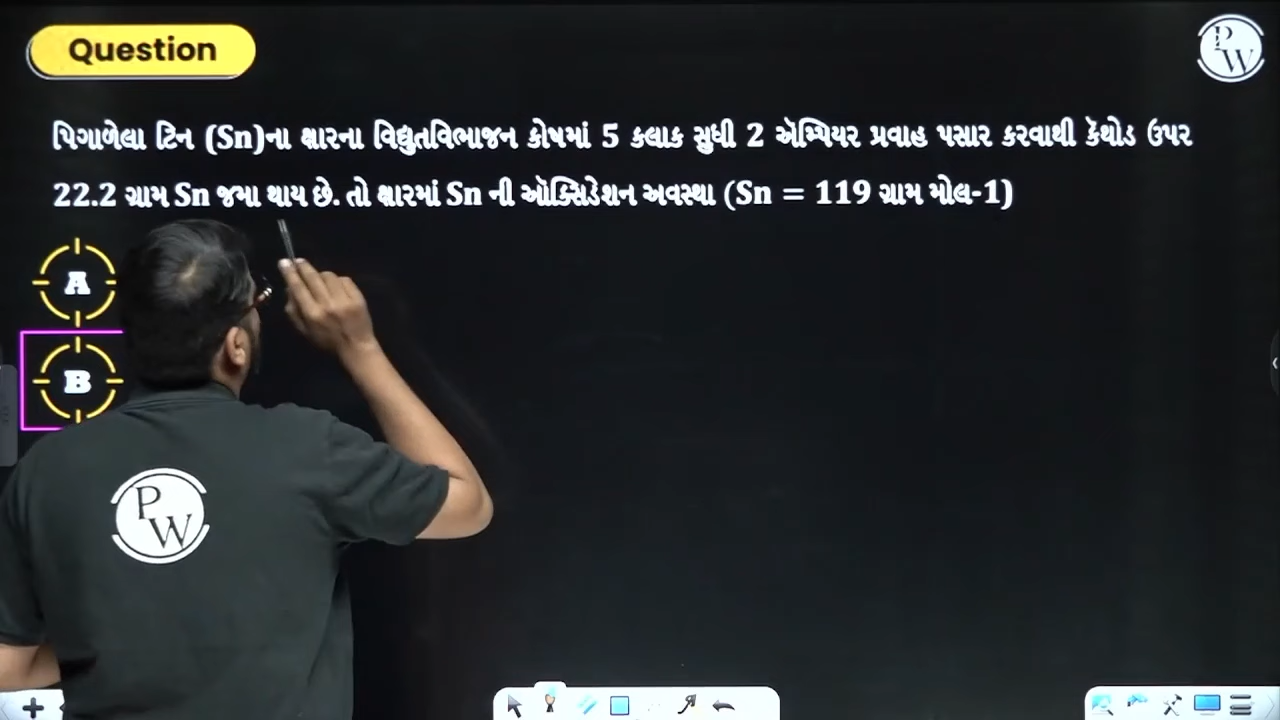 Question
PW
પિગાળેલા ટિન (Sn)ના ક્ષારના વિદ્યુતવિભાજન કોષમાં 5 કલાક સુધી 2 ઍમ્પિયર પ્રવાહ પસાર કરવાથી કૅથોડ ઉપર
22.2 ગ્રામ Sn જમા થાય છે. તો ક્ષારમાં Sn ની ઑક્સિડેશન અવસ્થા (Sn = 119 ગ્રામ મોલ-1)
A
B
PW